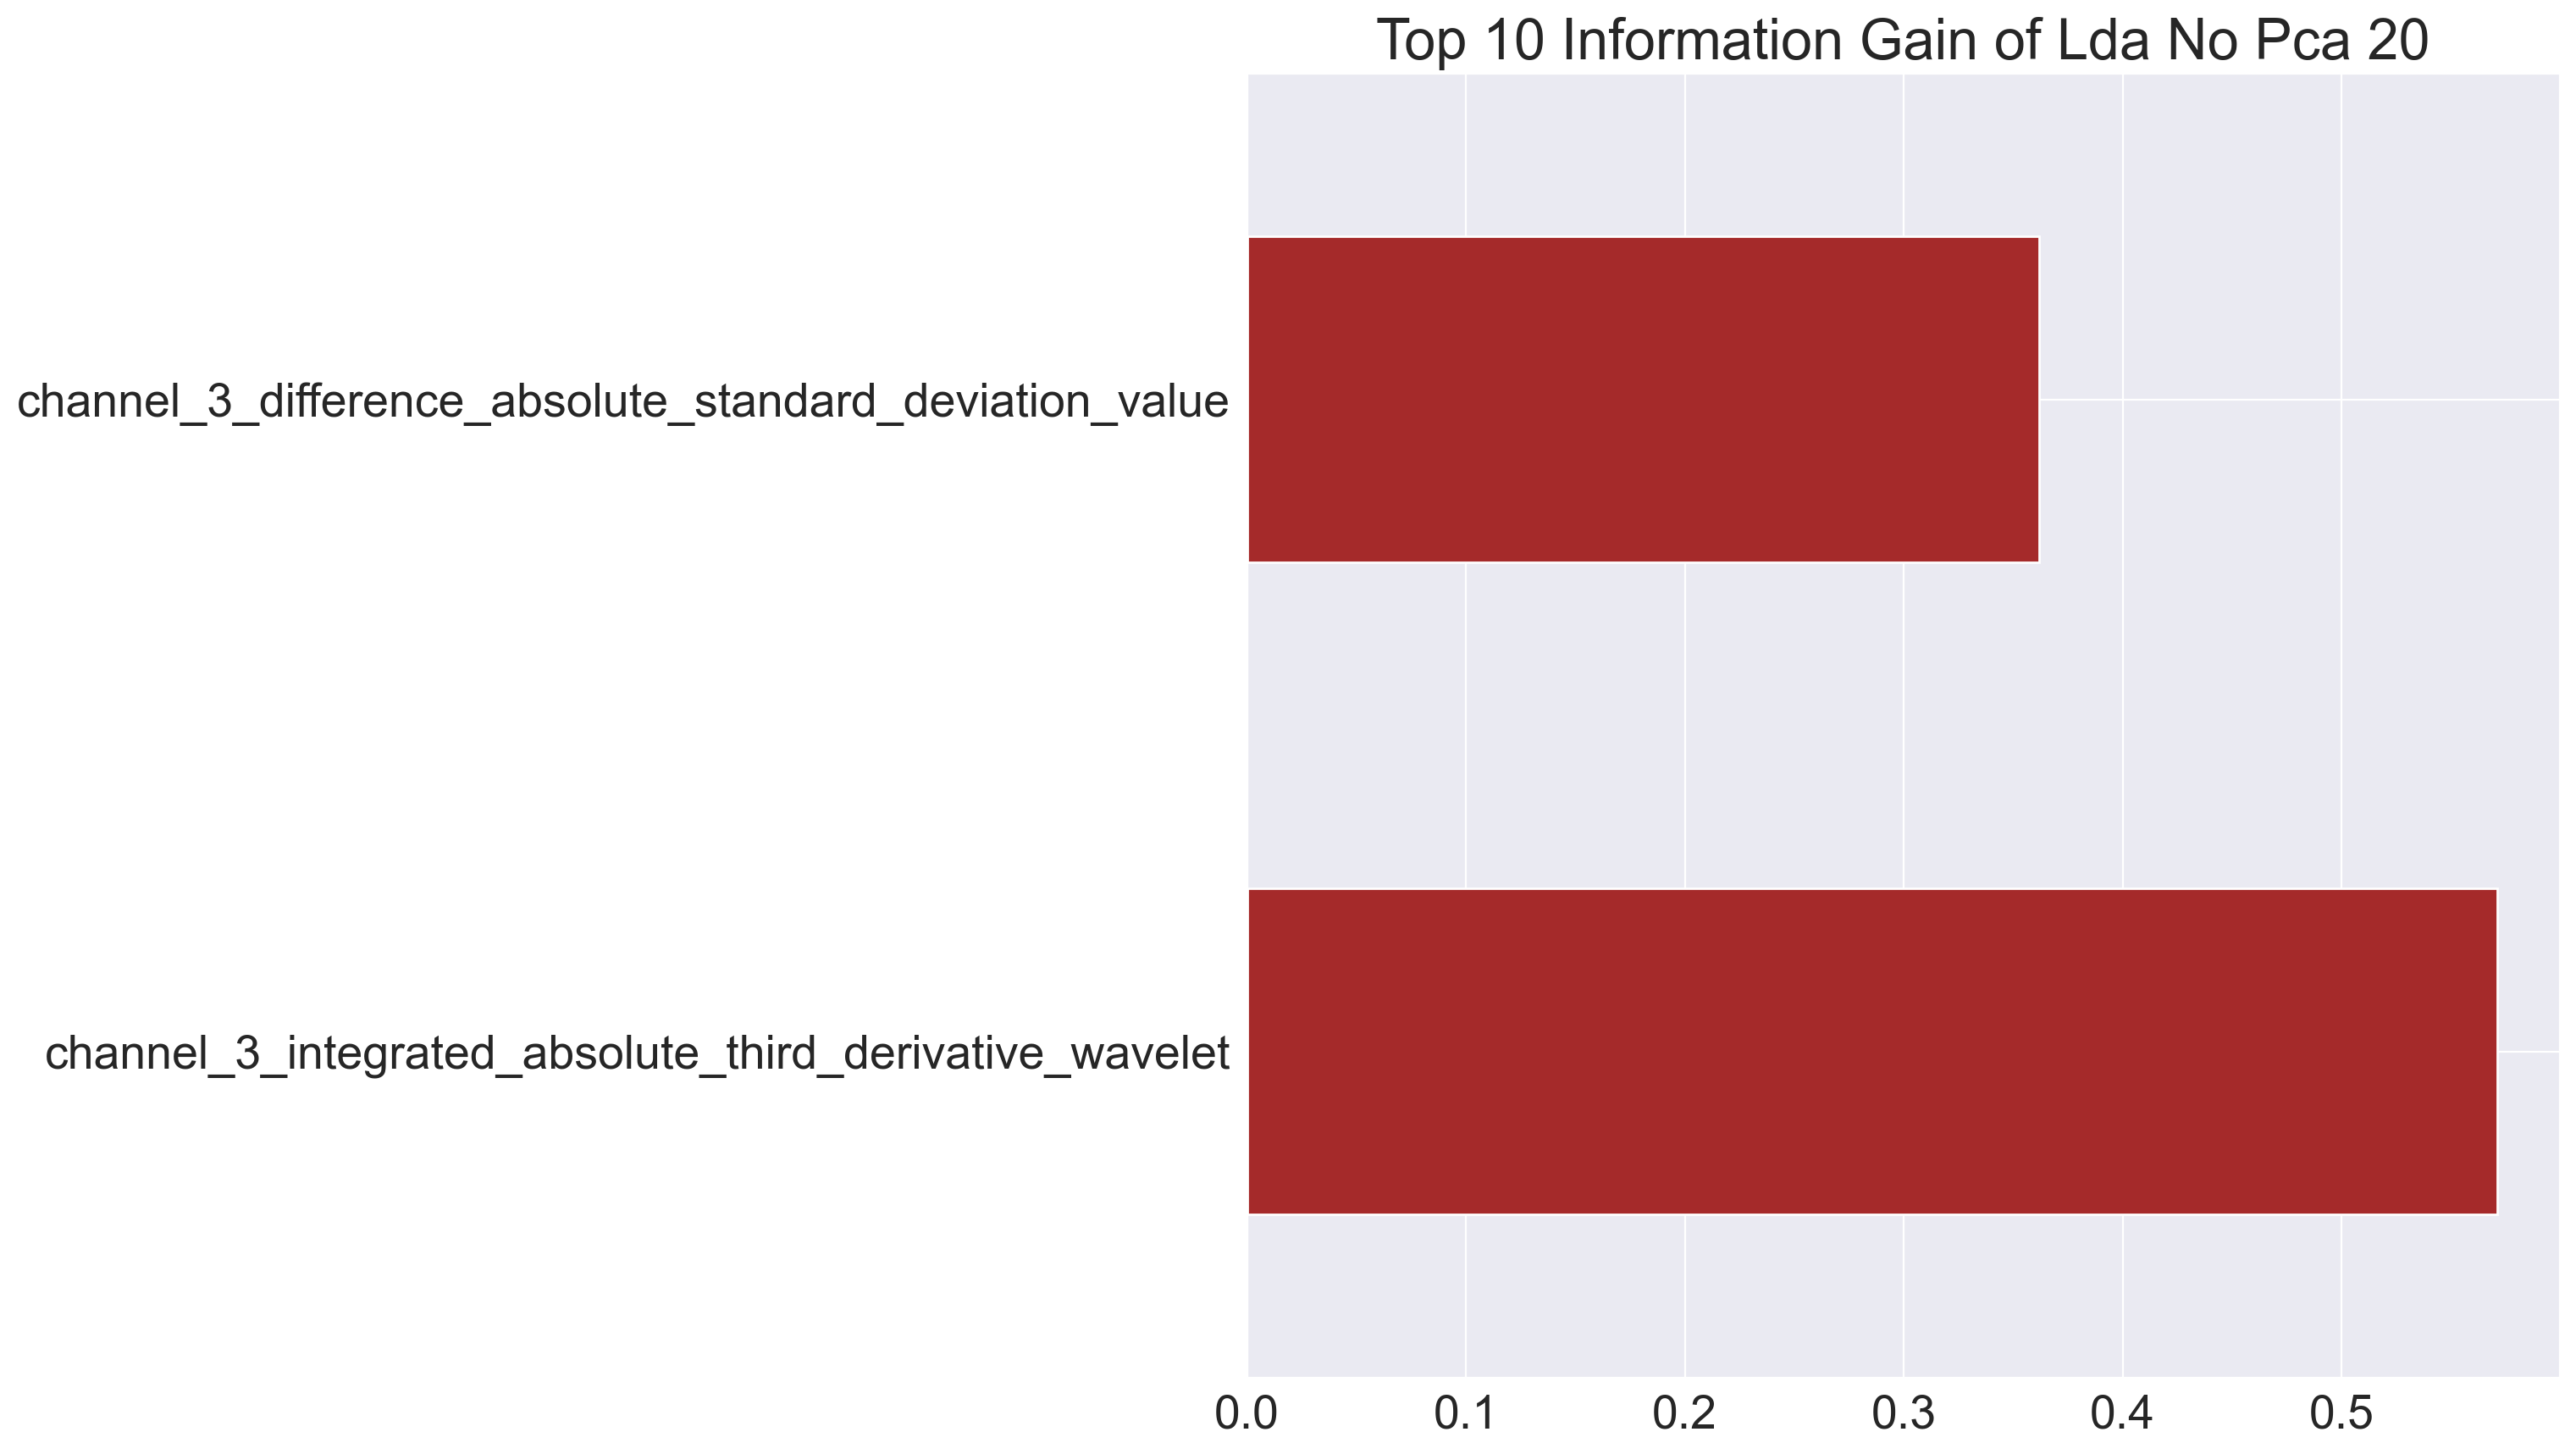 Top 10 Information Gain of Lda No Pca 20
channel_3_difference_absolute_standard_deviation_value
channel_3_integrated_absolute_third_derivative_wavelet
0.0 0.1 0.2 0.3 0.4 0.5